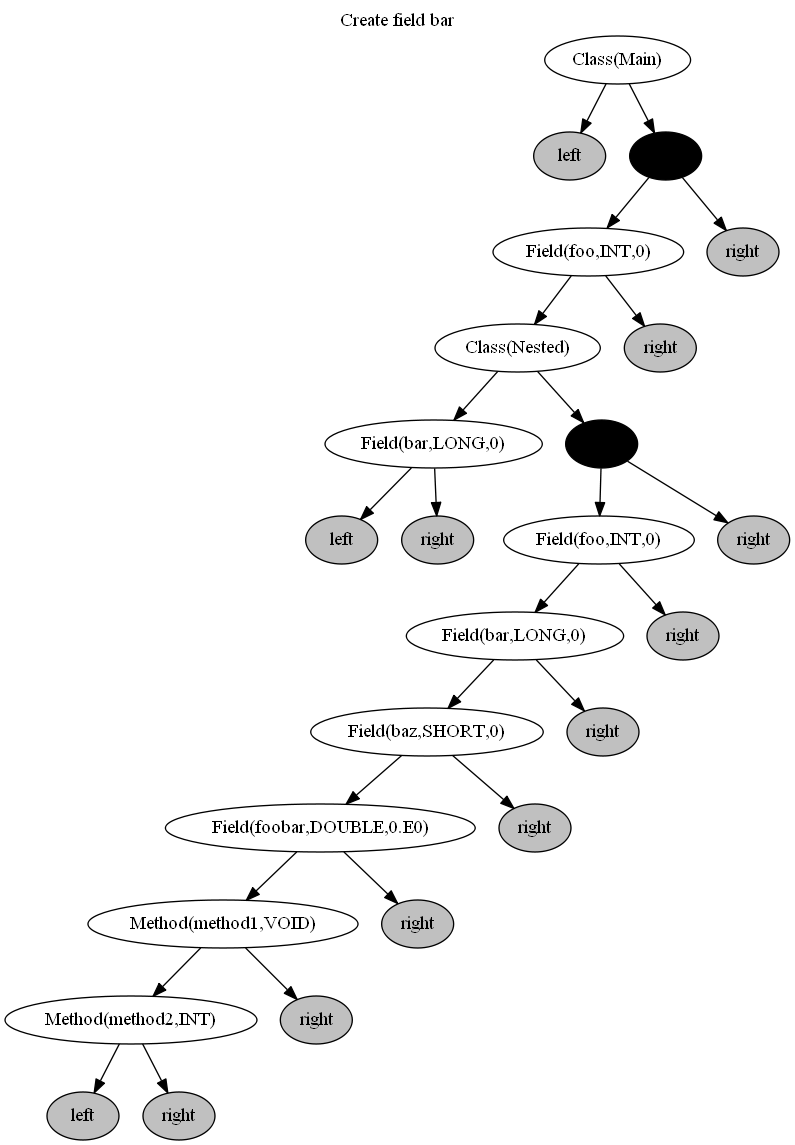 Create field bar
Class(Main)
left
Field(foo,INT,0)
right
Class(Nested)
right
Field(bar,LONG,0)
left
right
Field(foo,INT,0)
right
Field(bar,LONG,0)
right
Field(baz,SHORT,0)
right
Field(foobar,DOUBLE,0.E0)
right
Method(method1,VOID)
right
Method(method2,INT)
right
left
right